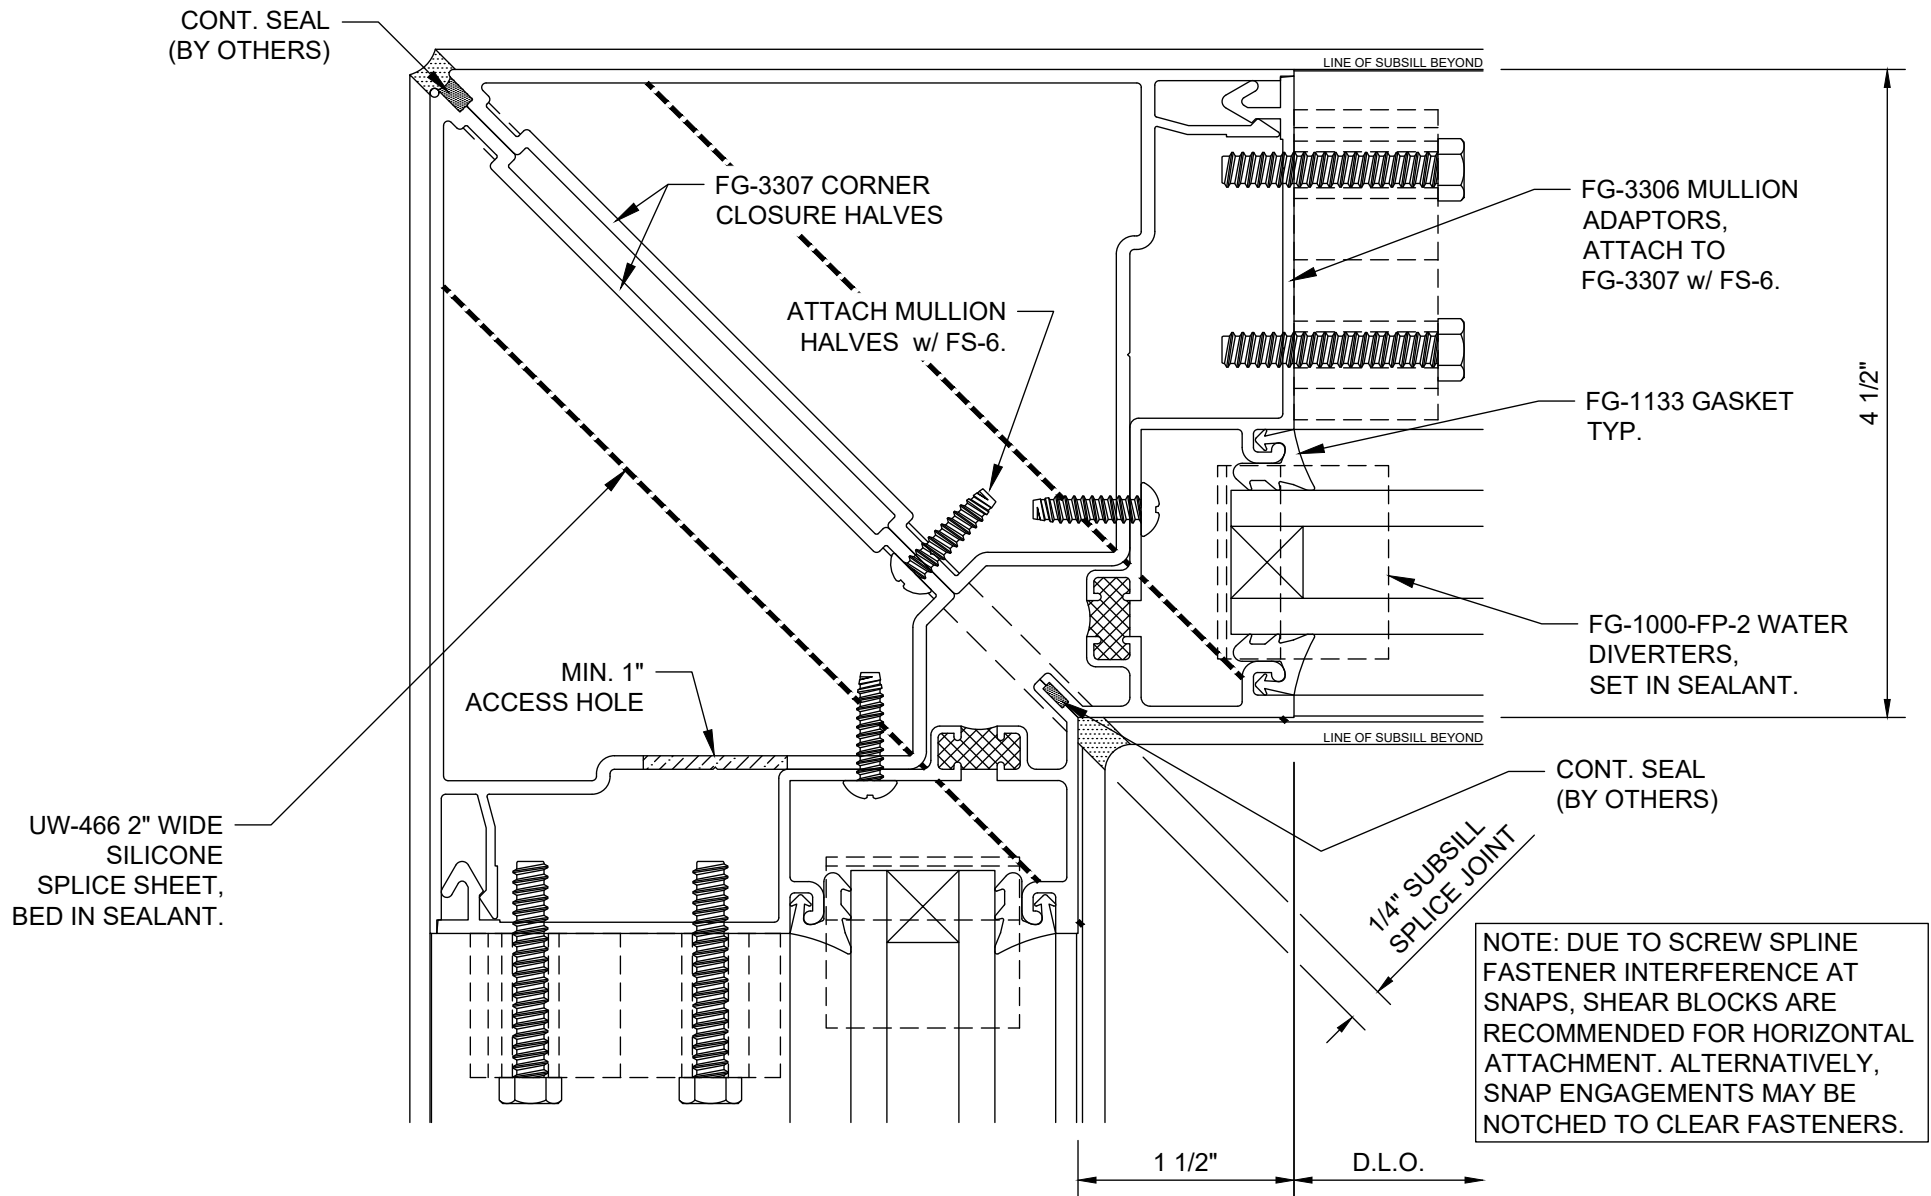 CONT. SEAL
(BY OTHERS)
LINE OF SUBSILL BEYOND
FG-3307 CORNER
CLOSURE HALVES
FG-3306 MULLION
ADAPTORS,
ATTACH TO
FG-3307 w/ FS-6.
ATTACH MULLION
HALVES w/ FS-6.
4 1/2"
FG-1133 GASKET
TYP.
FG-1000-FP-2 WATER
DIVERTERS,
SET IN SEALANT.
MIN. 1"
ACCESS HOLE
LINE OF SUBSILL BEYOND
CONT. SEAL
(BY OTHERS)
UW-466 2" WIDE
SILICONE
SPLICE SHEET,
BED IN SEALANT.
1/4" SUBSILL
SPLICE JOINT
NOTE: DUE TO SCREW SPLINE
FASTENER INTERFERENCE AT
SNAPS, SHEAR BLOCKS ARE
RECOMMENDED FOR HORIZONTAL
ATTACHMENT. ALTERNATIVELY,
SNAP ENGAGEMENTS MAY BE
NOTCHED TO CLEAR FASTENERS.
1 1/2"
D.L.O.